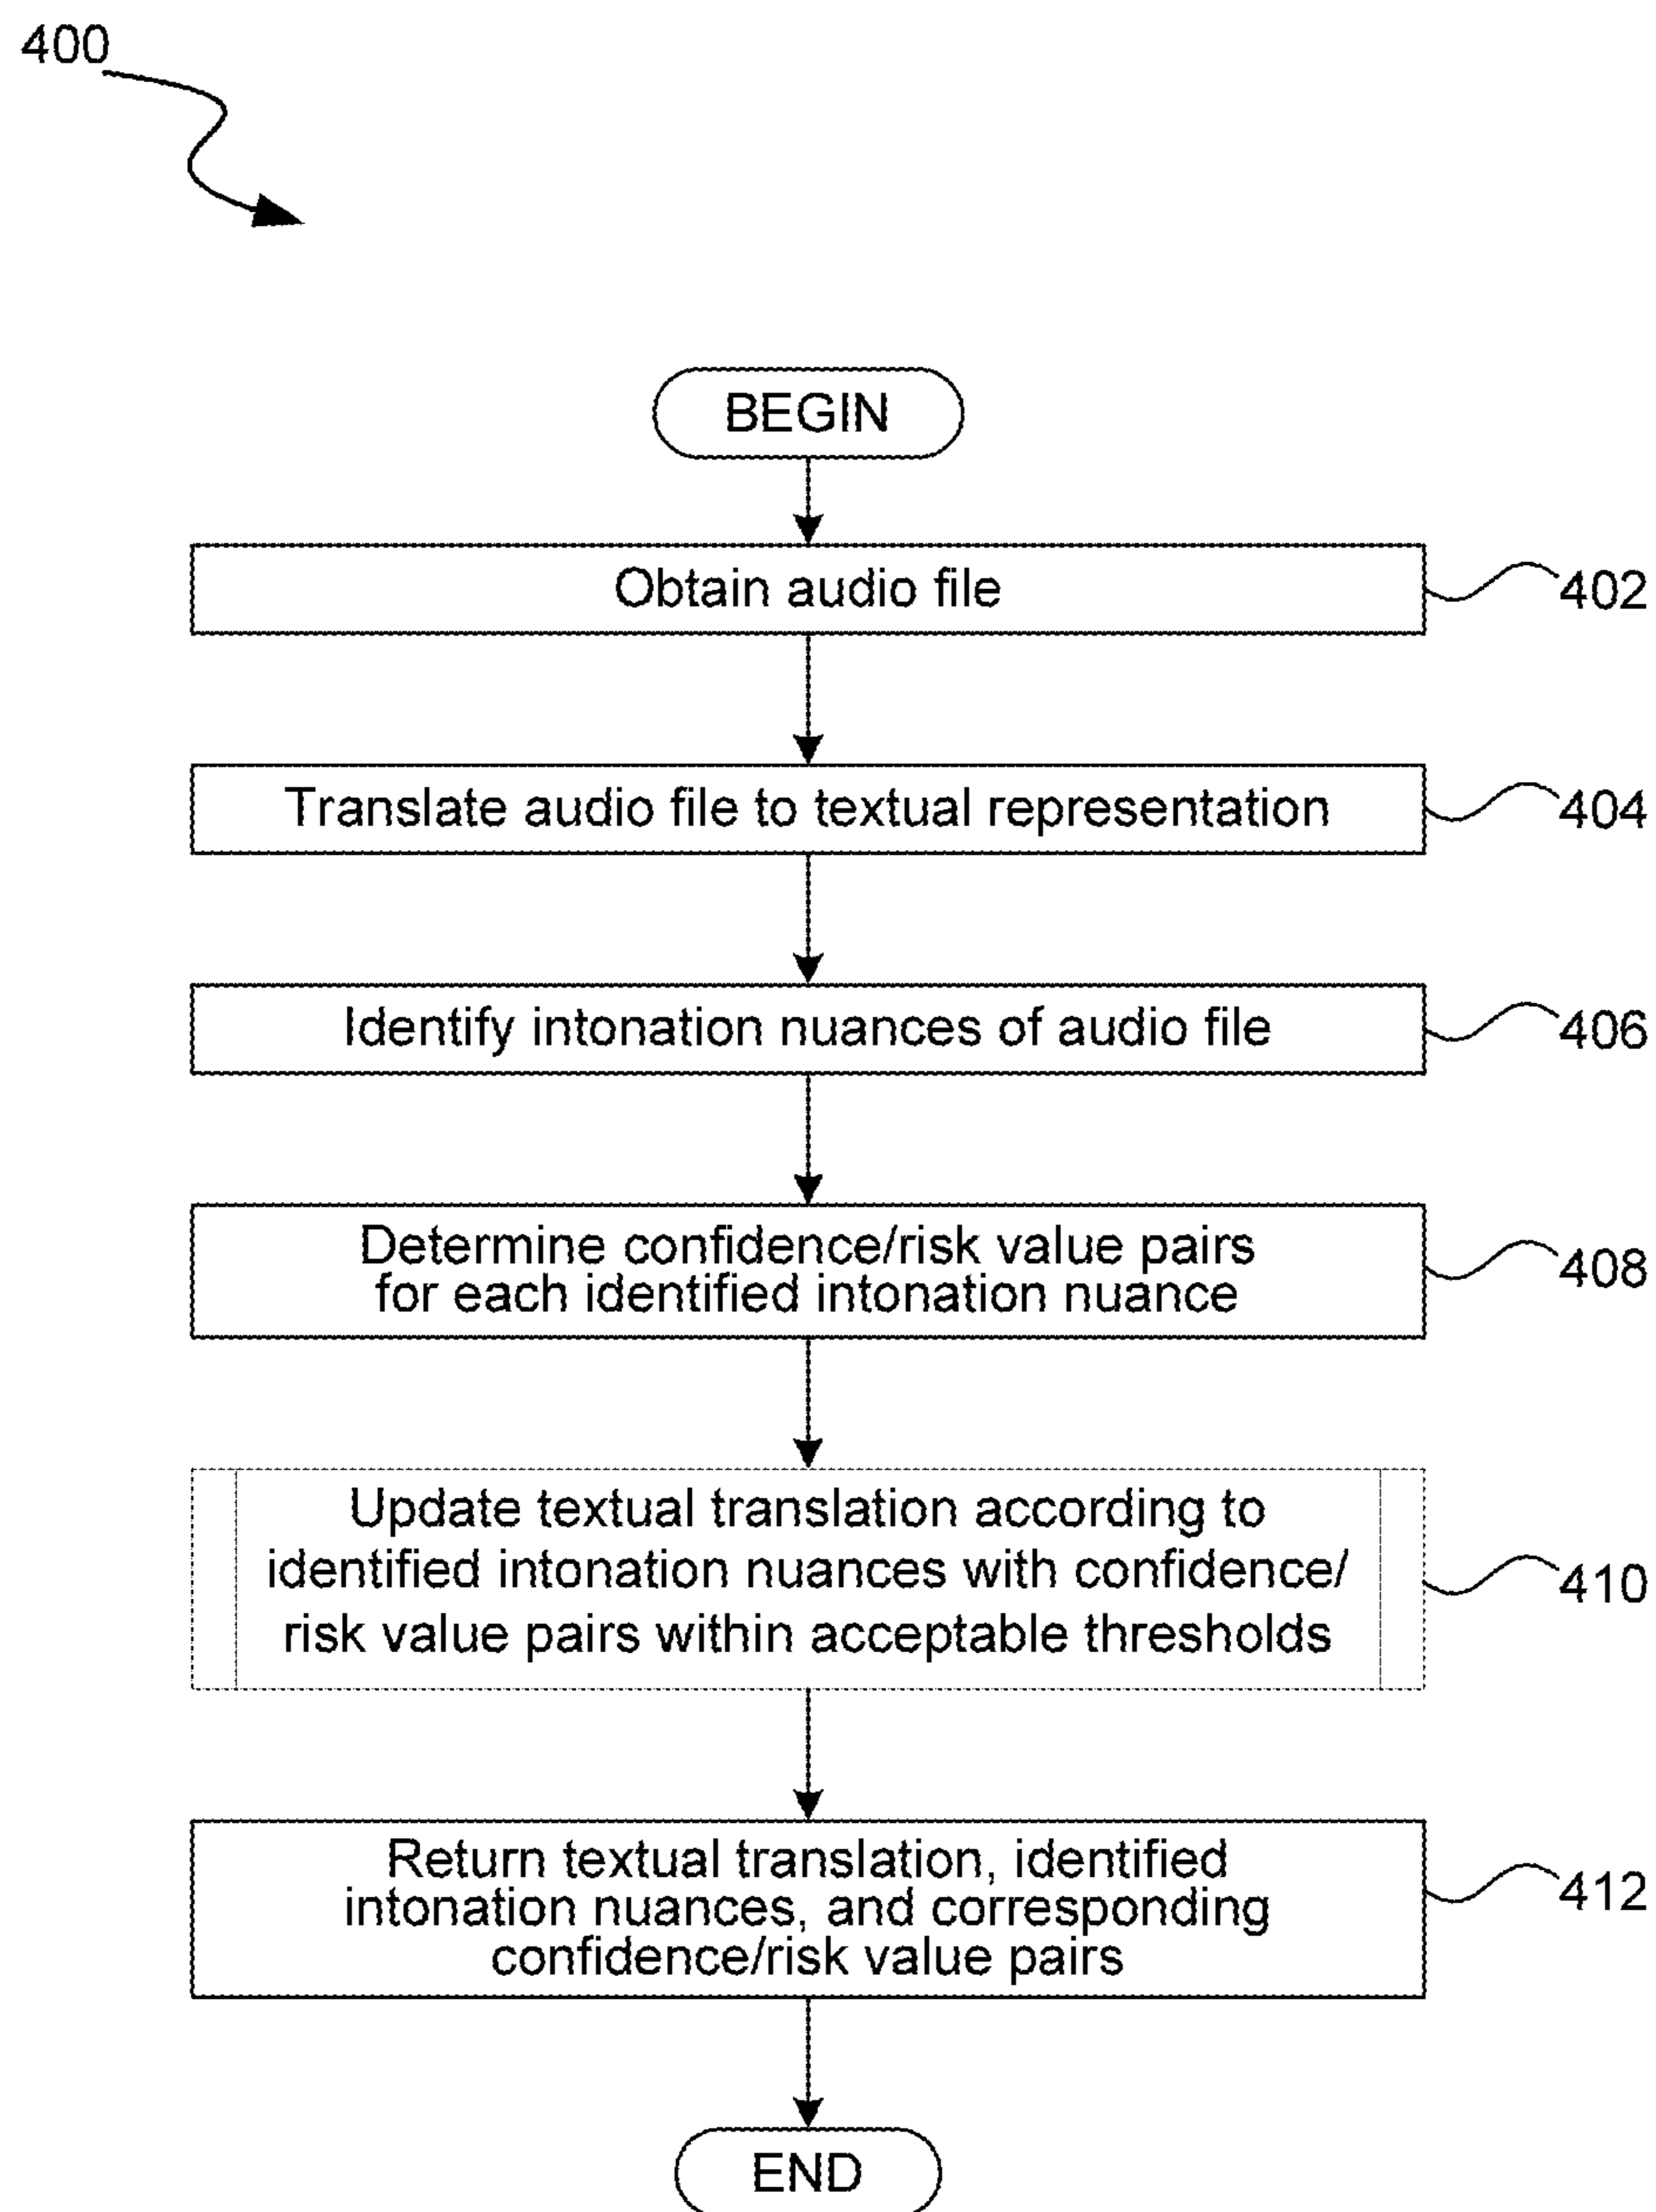 400
BEGIN
Obtain audio file
402
Translate audio file to textual representation
404
Identify intonation nuances of audio file
406
Determine confidence/risk value pairs
for each identified intonation nuance
408
Update textual translation according to
identified intonation nuances with confidence/
risk value pairs within acceptable thresholds
410
Return textual translation, identified
intonation nuances, and corresponding
confidence/risk value pairs
412
END